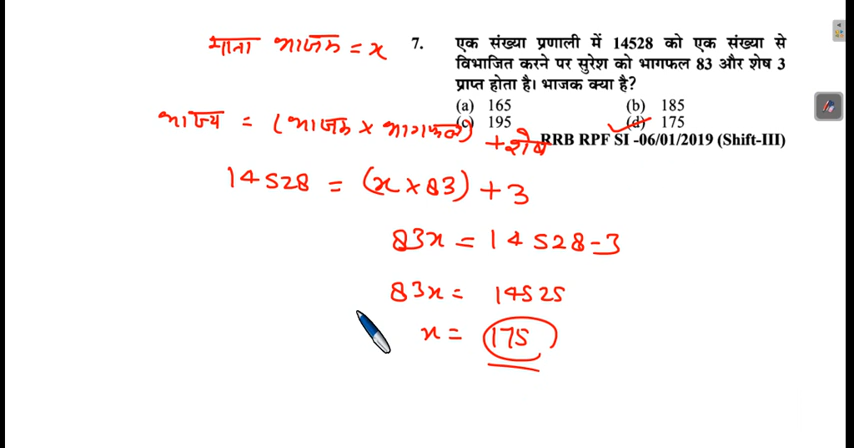 माना भाजक = x
7. एक संख्या प्रणाली में 14528 को एक संख्या से
विभाजित करने पर सुरेश को भागफल 83 और शेष 3
प्राप्त होता है। भाजक क्या है?
(a) 165 (b) 185
(c) 195 (d) 175
RRB RPF SI -06/01/2019 (Shift-III)
भाज्य = (भाजक × भागफल) + शेष
14528 = (x × 83) + 3
83x = 14528-3
83x = 14525
x = 175